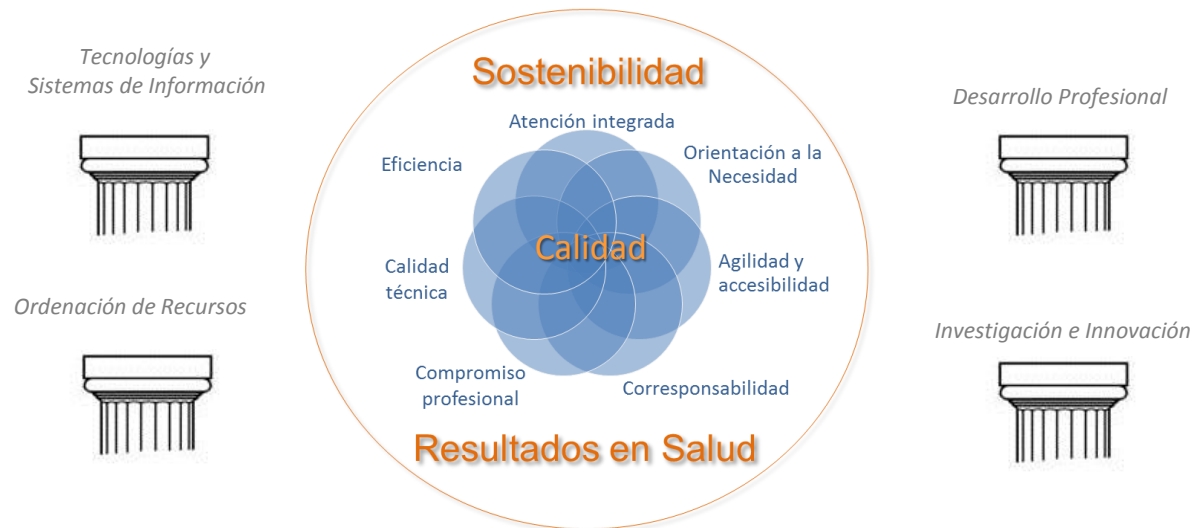 Tecnologías y
Sistemas de Información
Ordenación de Recursos
Sostenibilidad
Atención integrada
Eficiencia
Orientación a la
Necesidad
Calidad
Calidad
técnica
Agilidad y
accesibilidad
Compromiso
profesional
Corresponsabilidad
Resultados en Salud
Desarrollo Profesional
Investigación e Innovación